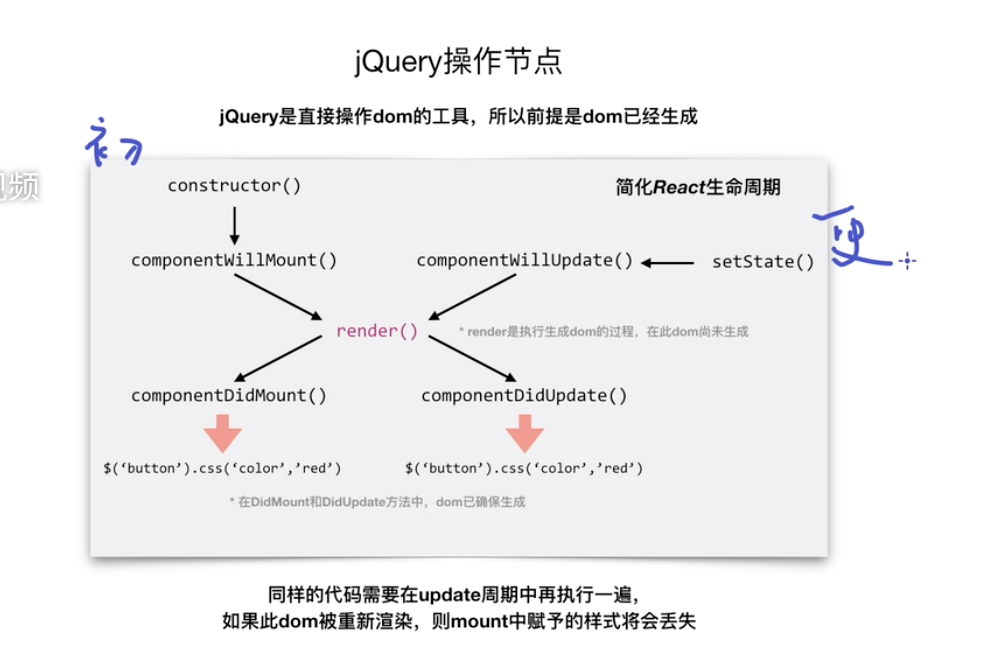 jQuery操作节点
jQuery是直接操作dom的工具，所以前提是dom已经生成
初
视频
constructor()
简化React生命周期
更
componentWillMount()
componentWillUpdate()
setState()
render()
* render是执行生成dom的过程，在此dom尚未生成
componentDidMount()
componentDidUpdate()
$(‘button’).css(‘color’,’red’)
$(‘button’).css(‘color’,’red’)
* 在DidMount和DidUpdate方法中，dom已确保生成
同样的代码需要在update周期中再执行一遍，
如果此dom被重新渲染，则mount中赋予的样式将会丢失